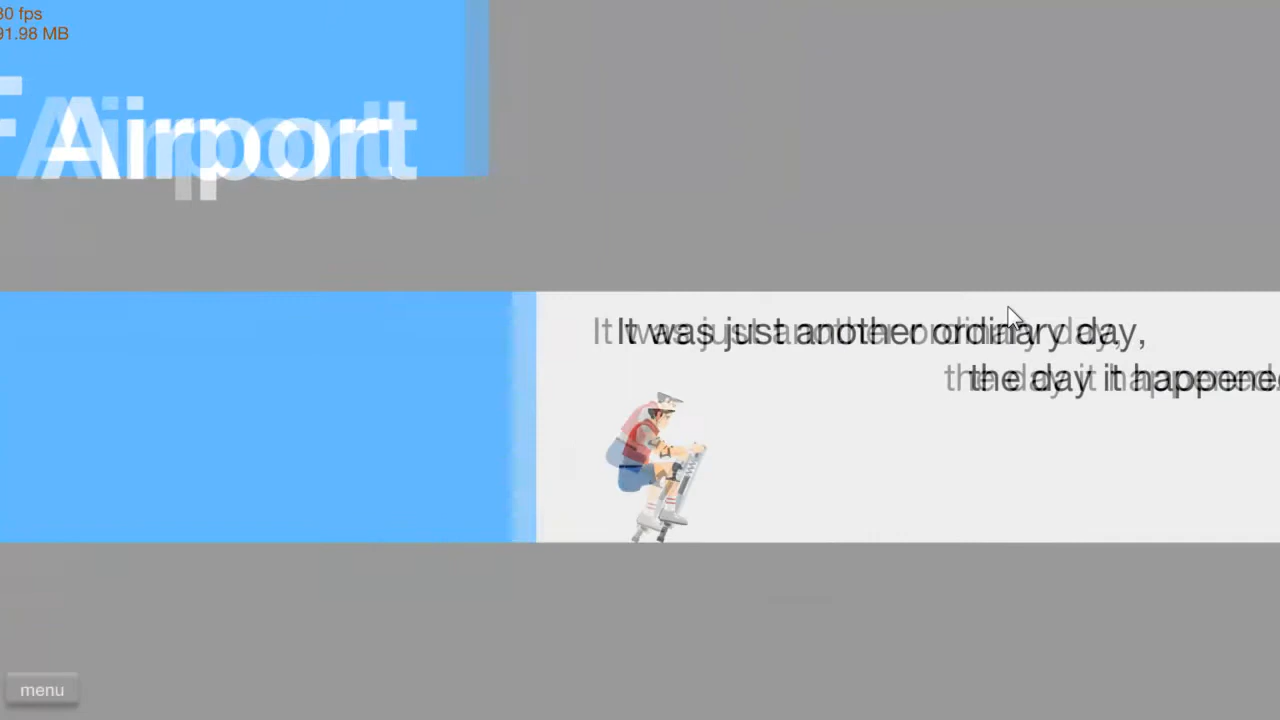 30 fps
91.98 MB
Airport
It was just another ordinary day,
the day it happened.
menu